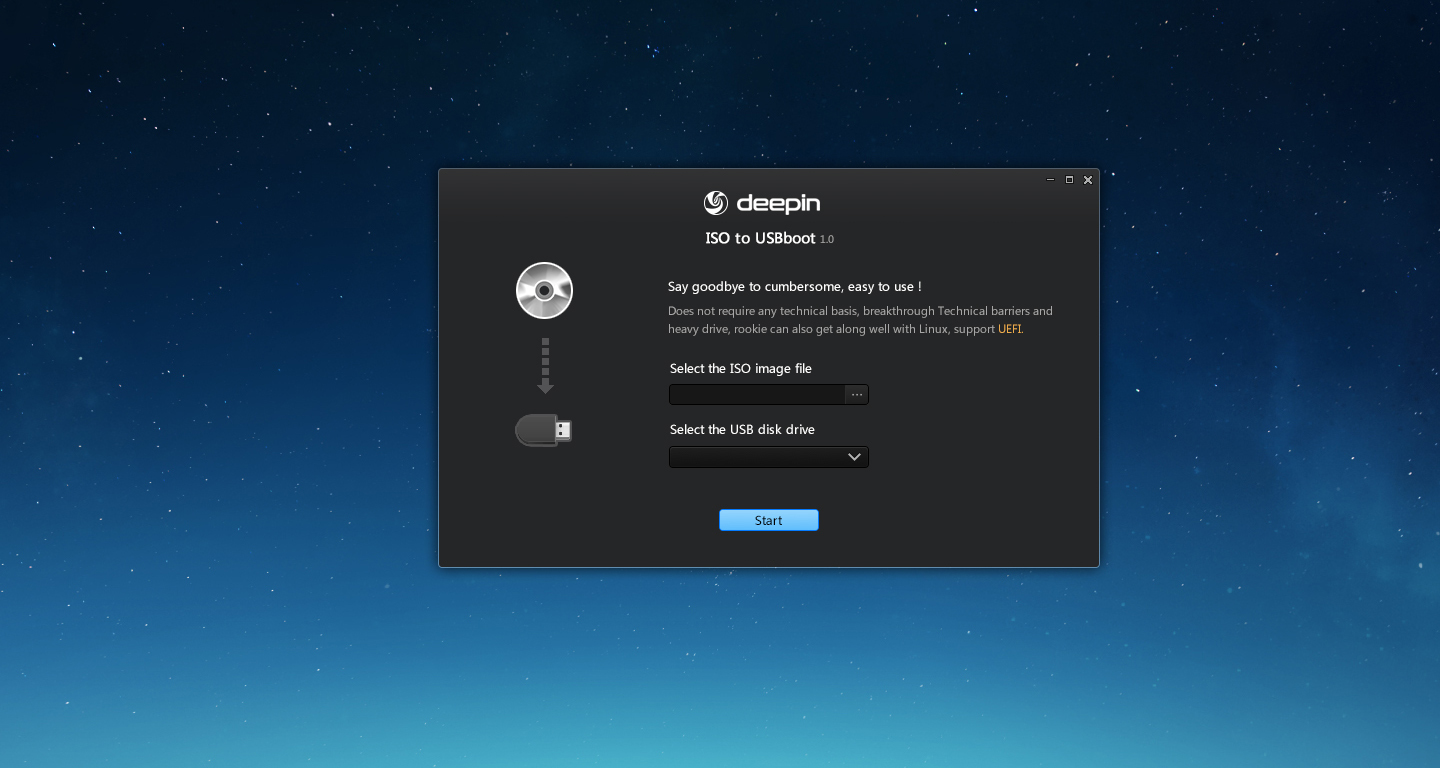 deepin
ISO to USBboot 1.0
Say goodbye to cumbersome, easy to use !
Does not require any technical basis, breakthrough Technical barriers and
heavy drive, rookie can also get along well with Linux, support UEFI.
Select the ISO image file
...
Select the USB disk drive
Start